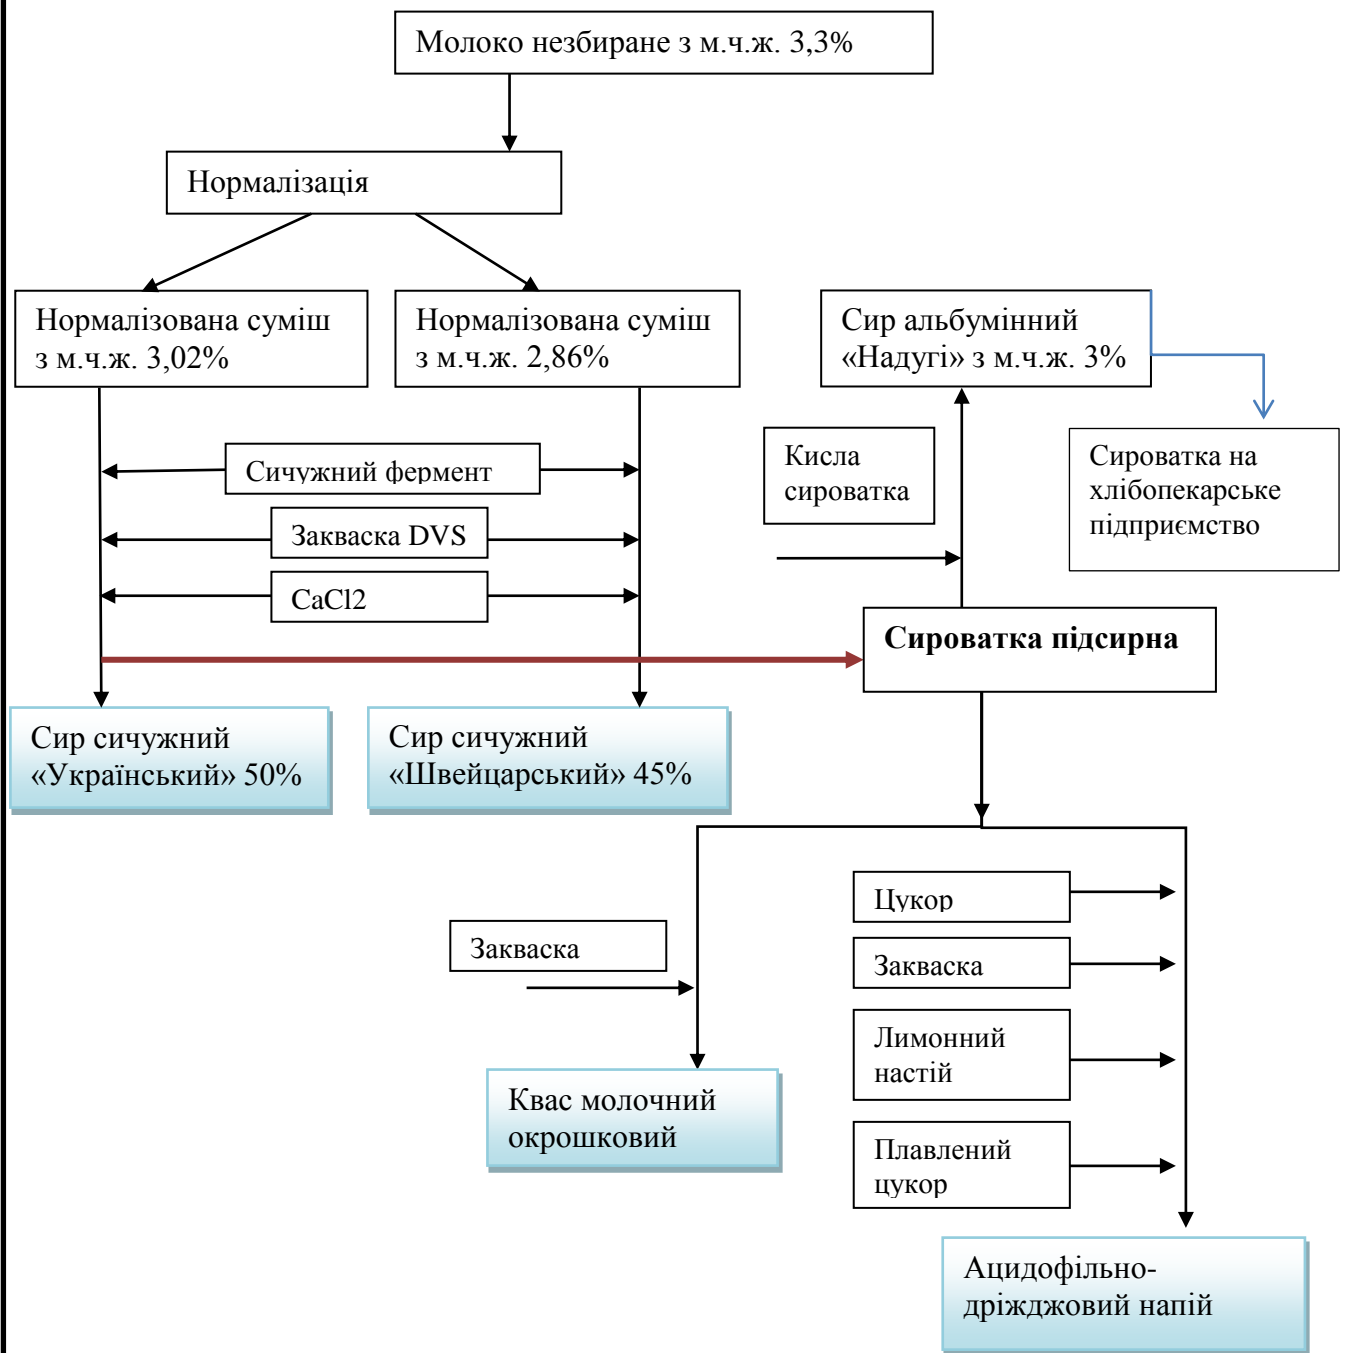 Молоко незбиране з м.ч.ж. 3,3%
Нормалізація
Нормалізована суміш
з м.ч.ж. 3,02%
Нормалізована суміш
з м.ч.ж. 2,86%
Сир альбумінний
«Надугі» з м.ч.ж. 3%
Сичужний фермент
Кисла
сироватка
Сироватка на
хлібопекарське
підприємство
Закваска DVS
CaCl2
Сироватка підсирна
Сир сичужний
«Український» 50%
Сир сичужний
«Швейцарський» 45%
Цукор
Закваска
Закваска
Лимонний
настій
Квас молочний
окрошковий
Плавлений
цукор
Ацидофільно-
дріжджовий напій